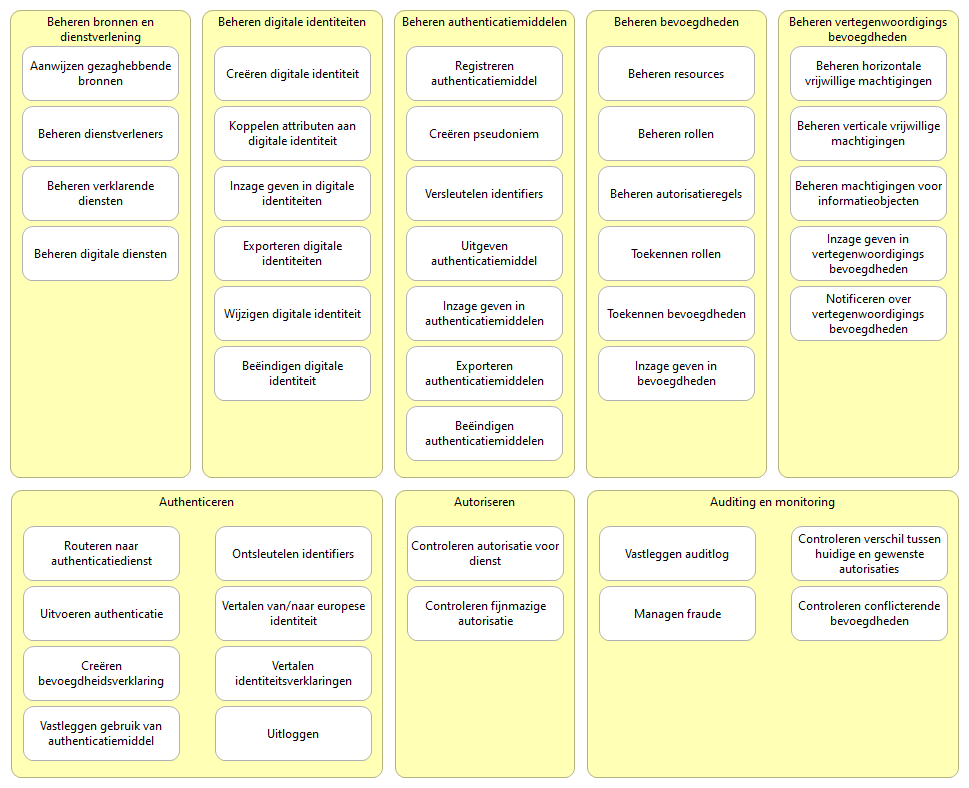 Beheren bronnen en
dienstverlening
Aanwijzen gezaghebbende
bronnen
Beheren dienstverleners
Beheren verklarende
diensten
Beheren digitale diensten
Beheren digitale identiteiten
Creëren digitale identiteit
Koppelen attributen aan
digitale identiteit
Inzage geven in digitale
identiteiten
Exporteren digitale
identiteiten
Wijzigen digitale identiteit
Beëindigen digitale
identiteit
Beheren authenticatiemiddelen
Registreren
authenticatiemiddel
Creëren pseudoniem
Versleutelen identifiers
Uitgeven
authenticatiemiddel
Inzage geven in
authenticatiemiddelen
Exporteren
authenticatiemiddelen
Beëindigen
authenticatiemiddelen
Beheren bevoegdheden
Beheren resources
Beheren rollen
Beheren autorisatieregels
Toekennen rollen
Toekennen bevoegdheden
Inzage geven in
bevoegdheden
Beheren vertegenwoordigings
bevoegdheden
Beheren horizontale
vrijwillige machtigingen
Beheren verticale vrijwillige
machtigingen
Beheren machtigingen voor
informatieobjecten
Inzage geven in
vertegenwoordigings
bevoegdheden
Notificeren over
vertegenwoordigings
bevoegdheden
Authenticeren
Routeren naar
authenticatiedienst
Uitvoeren authenticatie
Creëren
bevoegdheidsverklaring
Vastleggen gebruik van
authenticatiemiddel
Ontsleutelen identifiers
Vertalen van/naar europese
identiteit
Vertalen
identiteitsverklaringen
Uitloggen
Autoriseren
Controleren autorisatie voor
dienst
Controleren fijnmazige
autorisatie
Auditing en monitoring
Vastleggen auditlog
Managen fraude
Controleren verschil tussen
huidige en gewenste
autorisaties
Controleren conflicterende
bevoegdheden